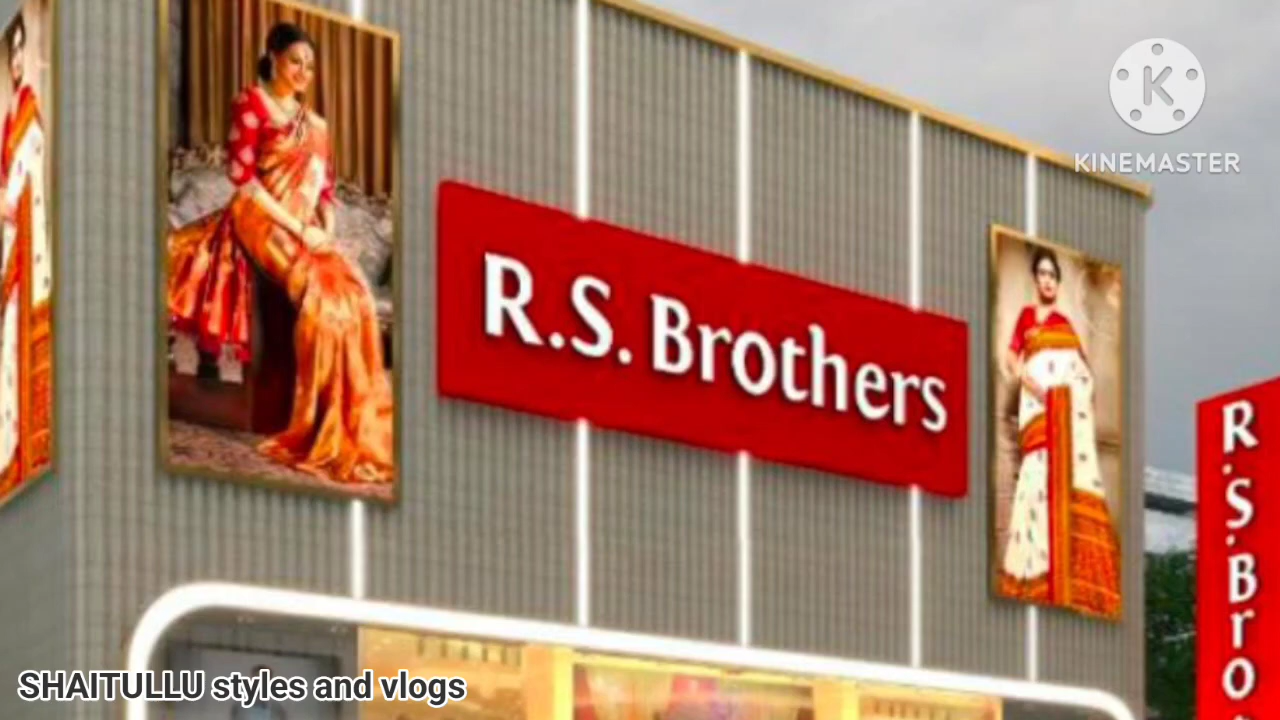 K
KINEMASTER
R.S. Brothers
R.S.Bro
SHAITULLU styles and vlogs